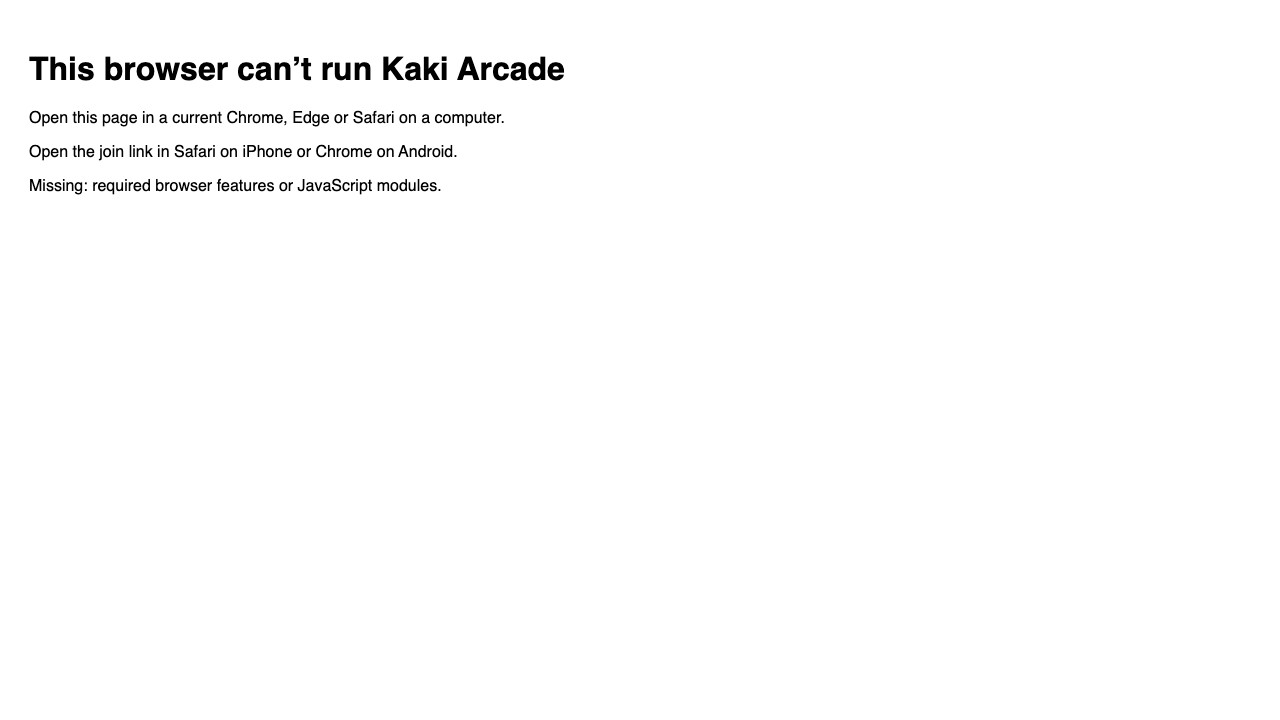 This browser can’t run Kaki Arcade
Open this page in a current Chrome, Edge or Safari on a computer.
Open the join link in Safari on iPhone or Chrome on Android.
Missing: required browser features or JavaScript modules.